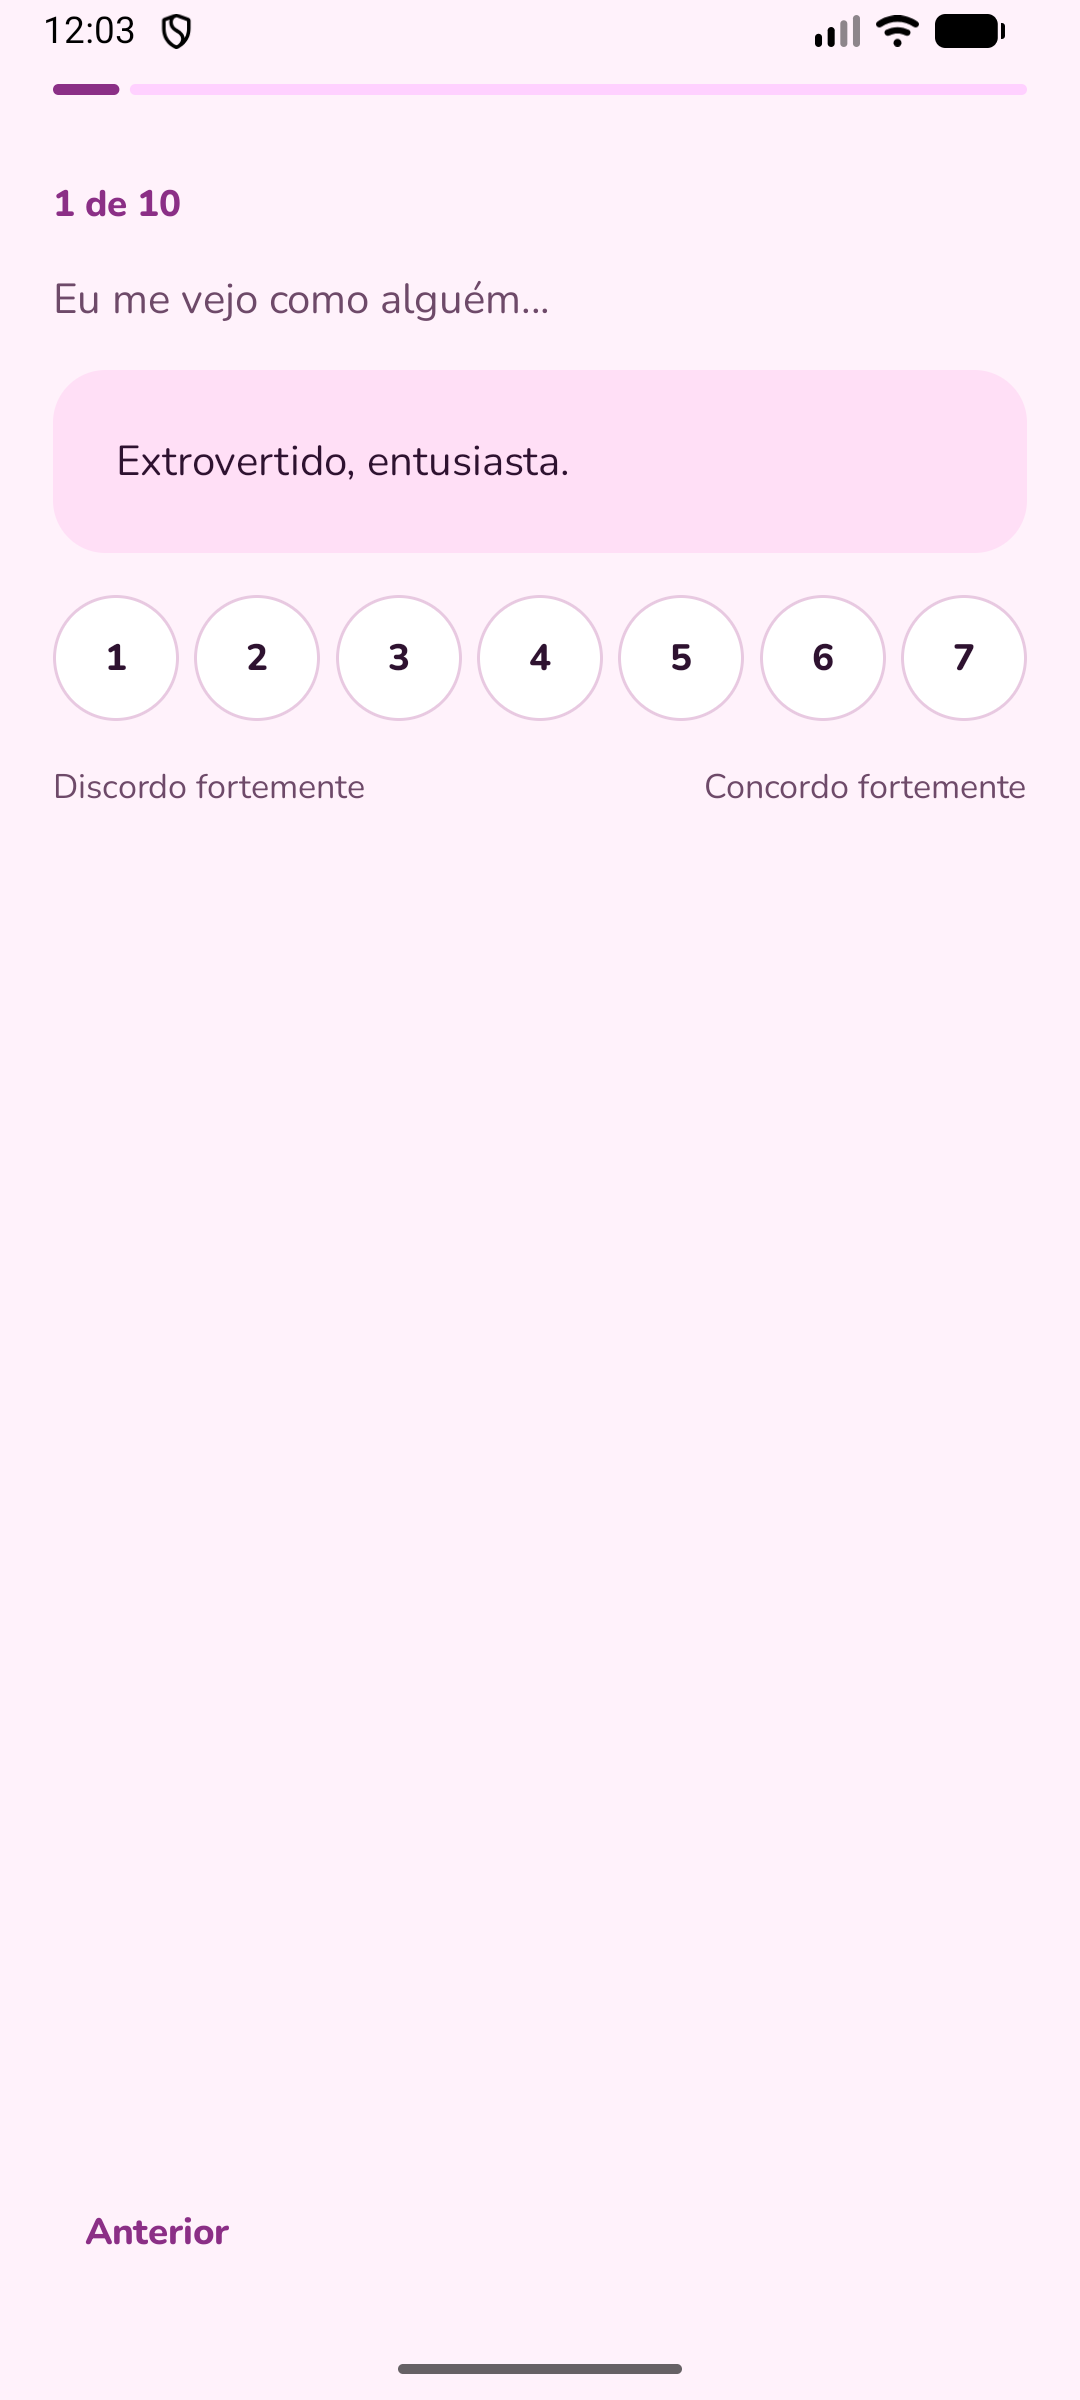 12:03
1 de 10
Eu me vejo como alguém...
Extrovertido, entusiasta.
1 2 3 4 5 6 7
Discordo fortemente Concordo fortemente
Anterior